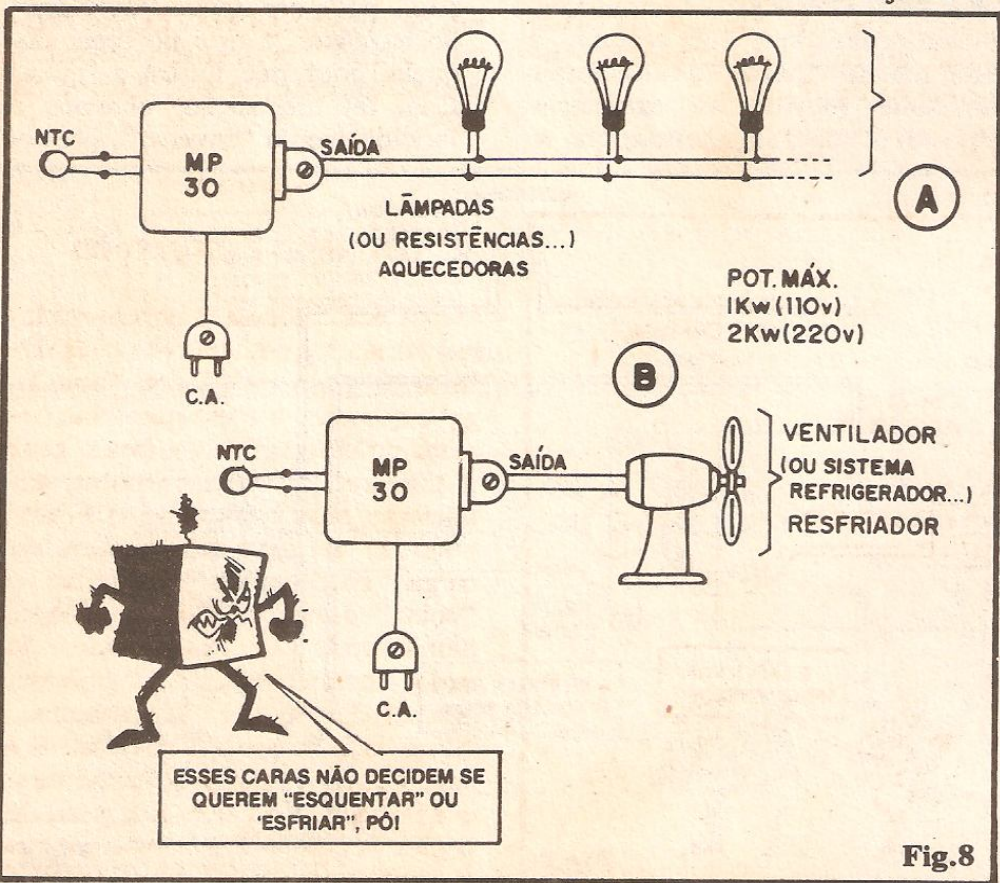 NTC
MP
30
SAÍDA
LÂMPADAS
(OU RESISTÊNCIAS...)
AQUECEDORAS
C.A.
A
POT. MÁX.
1Kw (110v)
2Kw (220v)
B
NTC
MP
30
SAÍDA
VENTILADOR
(OU SISTEMA
REFRIGERADOR...)
RESFRIADOR
C.A.
ESSES CARAS NÃO DECIDEM SE
QUEREM "ESQUENTAR" OU
'ESFRIAR", PÔ!
Fig.8